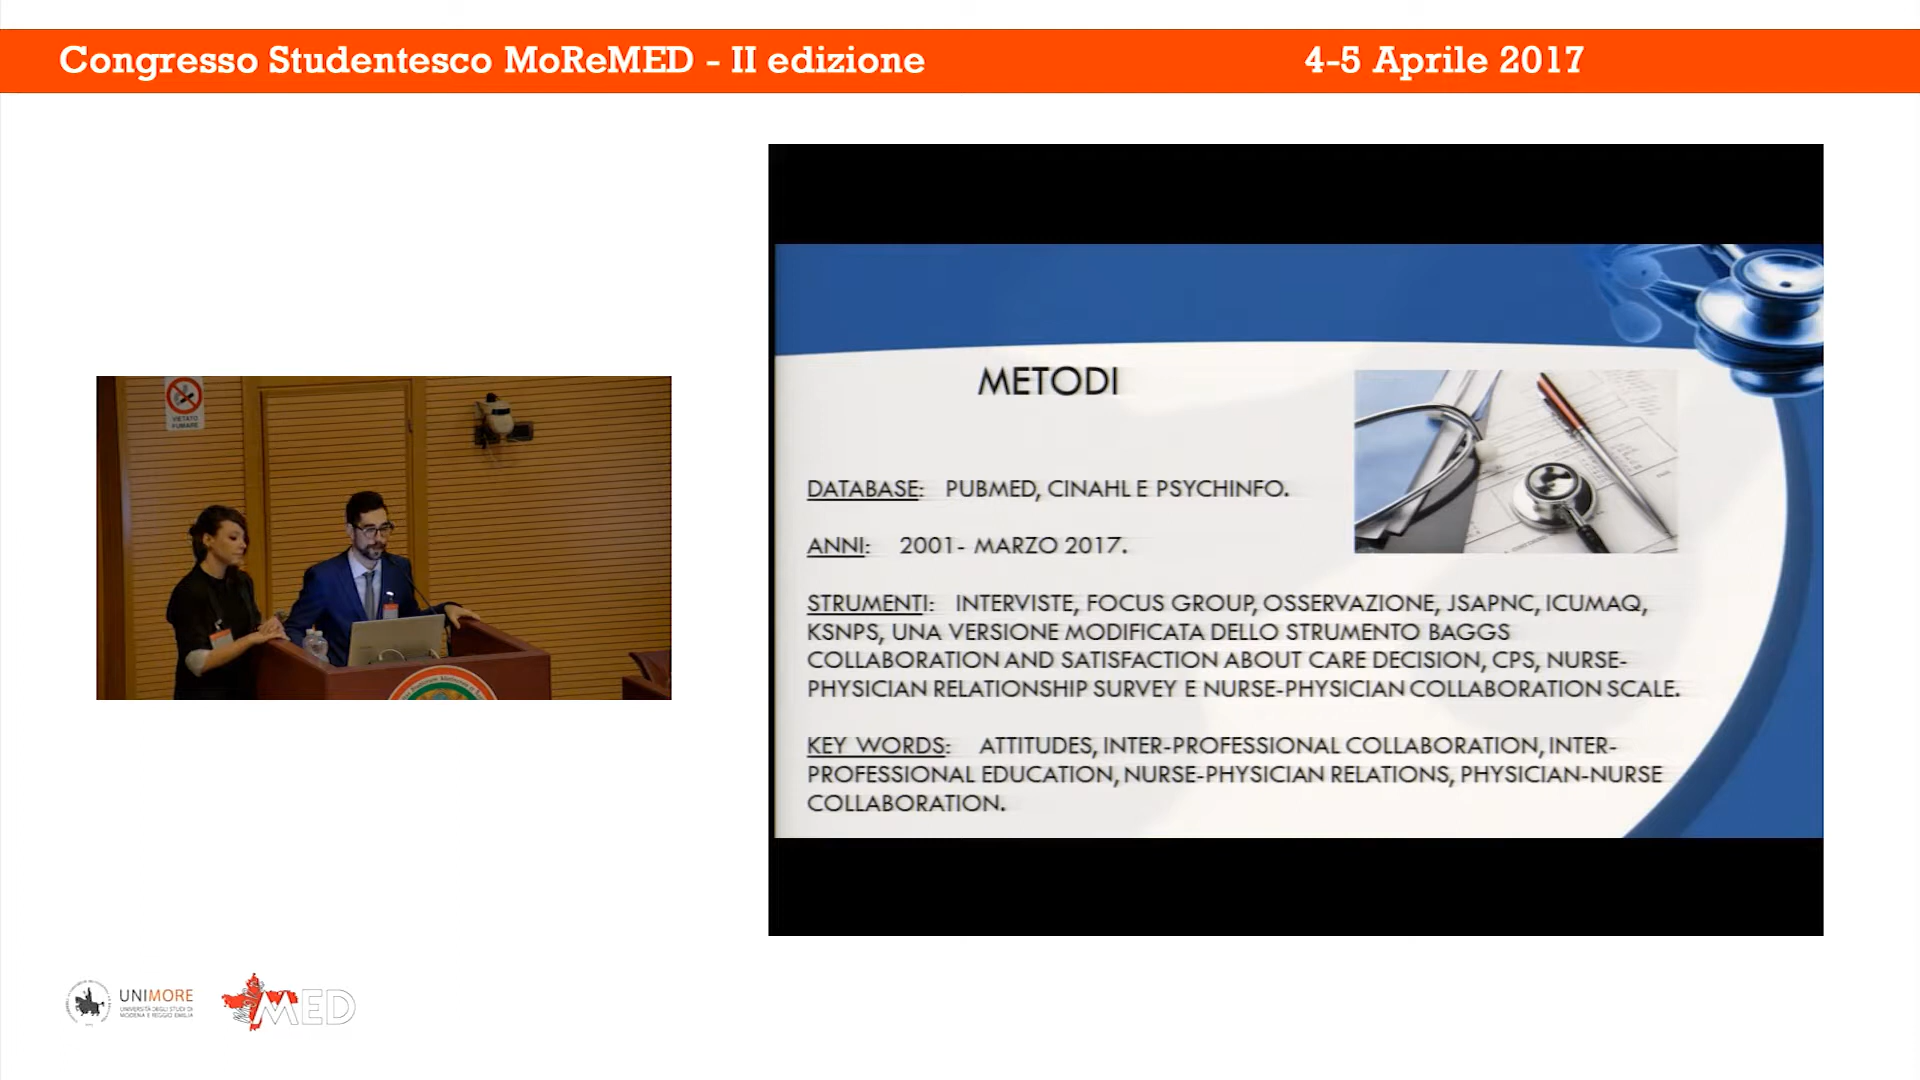 Congresso Studentesco MoReMED - II edizione
4-5 Aprile 2017
VIETATO
FUMARE
METODI
DATABASE: PUBMED, CINAHL E PSYCHINFO.
ANNI: 2001- MARZO 2017.
STRUMENTI: INTERVISTE, FOCUS GROUP, OSSERVAZIONE, JSAPNC, ICUMAQ,
KSNPS, UNA VERSIONE MODIFICATA DELLO STRUMENTO BAGGS
COLLABORATION AND SATISFACTION ABOUT CARE DECISION, CPS, NURSE-
PHYSICIAN RELATIONSHIP SURVEY E NURSE-PHYSICIAN COLLABORATION SCALE.
KEY WORDS: ATTITUDES, INTER-PROFESSIONAL COLLABORATION, INTER-
PROFESSIONAL EDUCATION, NURSE-PHYSICIAN RELATIONS, PHYSICIAN-NURSE
COLLABORATION.
UNIMORE
UNIVERSITÀ DEGLI STUDI DI
MODENA E REGGIO EMILIA
MED